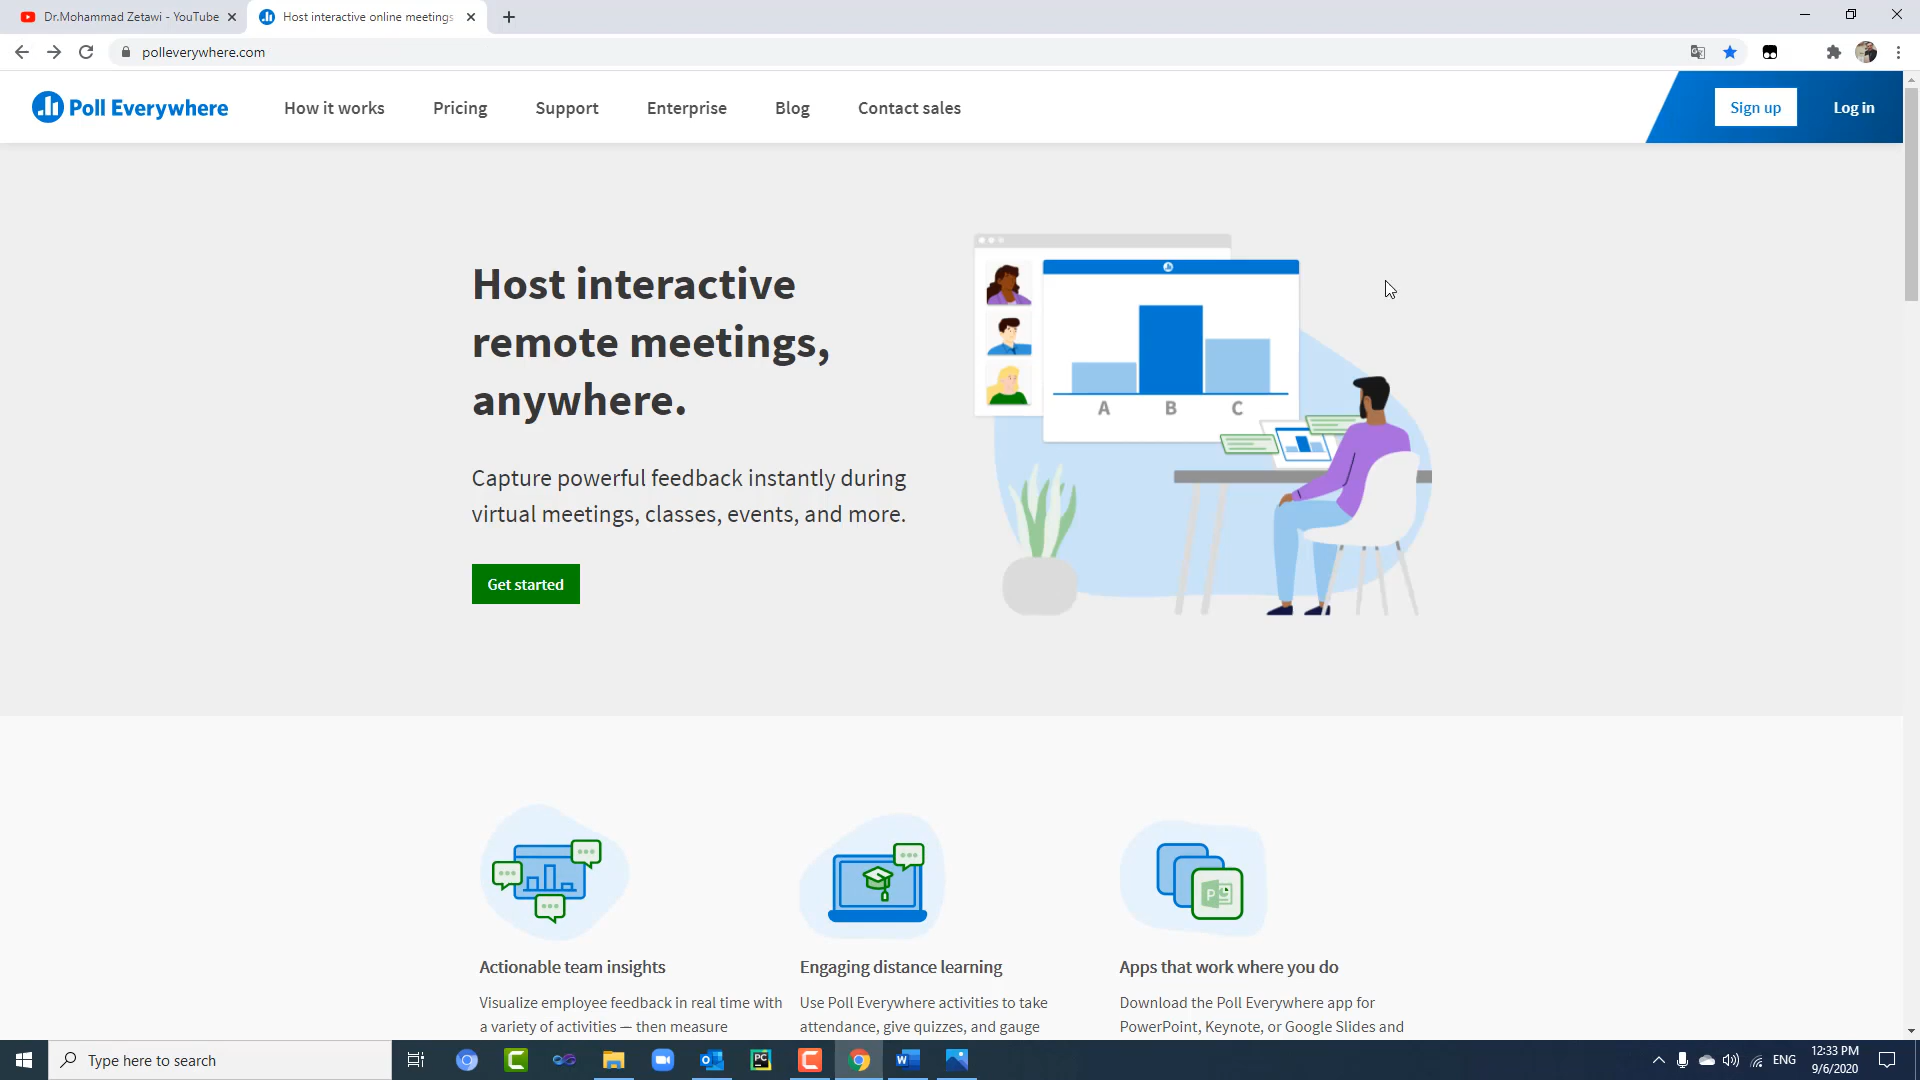 Dr.Mohammad Zetawi - YouTube
Host interactive online meetings
polleverywhere.com
Poll Everywhere
How it works
Pricing
Support
Enterprise
Blog
Contact sales
Sign up
Log in
Host interactive
remote meetings,
anywhere.
A B C
Capture powerful feedback instantly during
virtual meetings, classes, events, and more.
Get started
Actionable team insights
Visualize employee feedback in real time with
a variety of activities — then measure
Engaging distance learning
Use Poll Everywhere activities to take
attendance, give quizzes, and gauge
Apps that work where you do
Download the Poll Everywhere app for
PowerPoint, Keynote, or Google Slides and
Type here to search
ENG
12:33 PM
9/6/2020